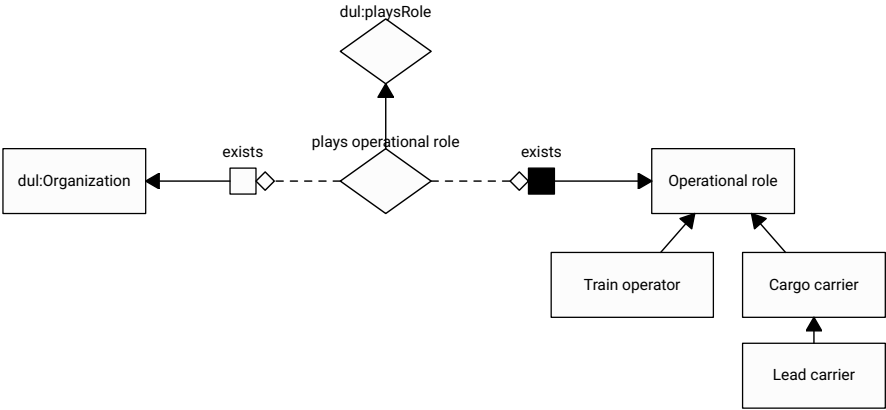 dul:playsRole
plays operational role
exists
exists
dul:Organization
Operational role
Train operator
Cargo carrier
Lead carrier